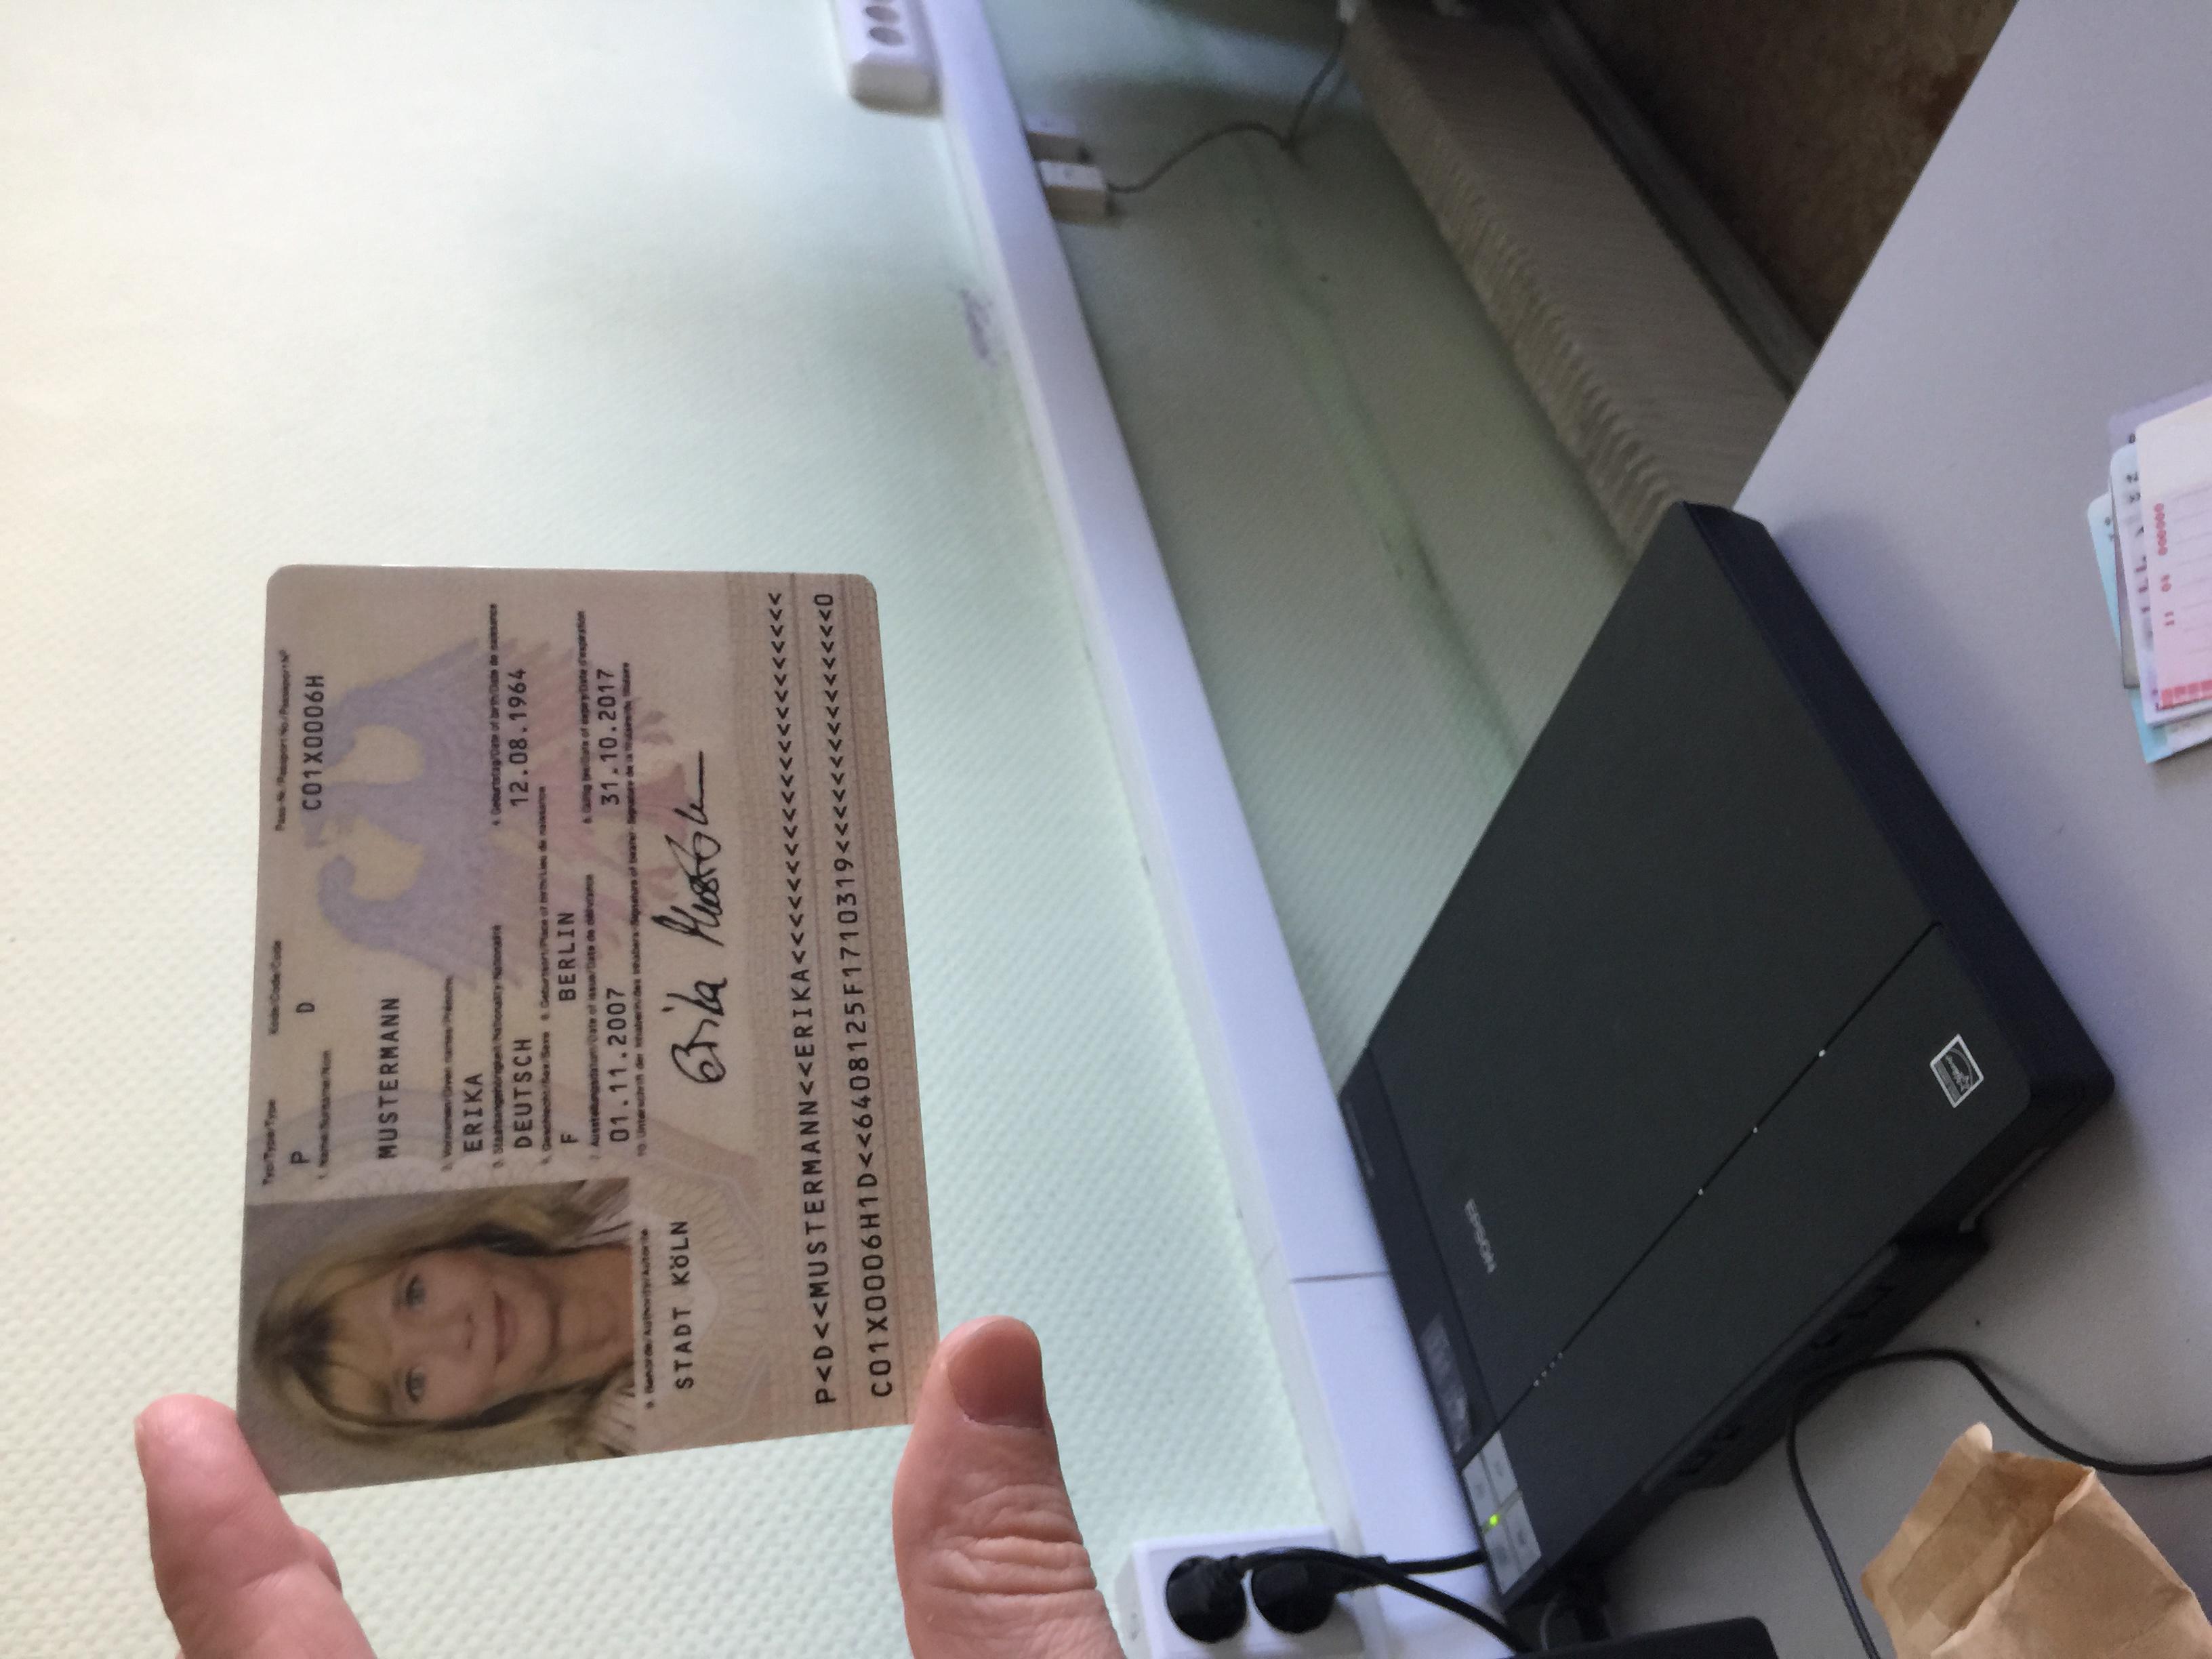 Typ/Type/Type Kode/Code/Code Pass-Nr./Passport No./Passeport Nº
P D C01X0006H
1. Name/Surname/Nom
MUSTERMANN
2. Vornamen/Given names/Prénoms
ERIKA
3. Staatsangehörigkeit/Nationality/Nationalité 4. Geburtstag/Date of birth/Date de naissance
DEUTSCH 12.08.1964
5. Geschlecht/Sex/Sexe 6. Geburtsort/Place of birth/Lieu de naissance
F BERLIN
7. Ausstellungsdatum/Date of issue/Date de délivrance 8. Gültig bis/Date of expiry/Date d'expiration
01.11.2007 31.10.2017
9. Behörde/Authority/Autorité 10. Unterschrift der Inhaberin/des Inhabers-Signature of bearer-Signature de la titulaire/du titulaire
STADT KÖLN
Erika Mustermann
P<D<<MUSTERMANN<<ERIKA<<<<<<<<<<<<<<<<<<<<<<
C01X0006H1D<<6408125F1710319<<<<<<<<<<<<<<<0
EPSON
11 04 000000